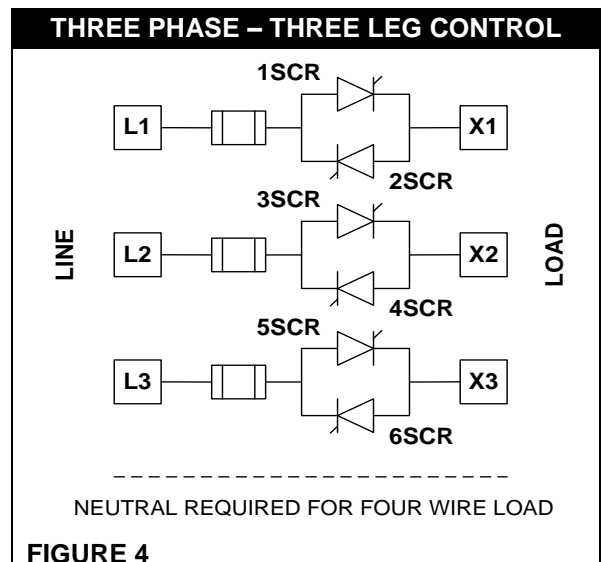 THREE PHASE – THREE LEG CONTROL
1SCR
L1
X1
2SCR
3SCR
LINE
L2
X2
LOAD
4SCR
5SCR
L3
X3
6SCR
NEUTRAL REQUIRED FOR FOUR WIRE LOAD
FIGURE 4